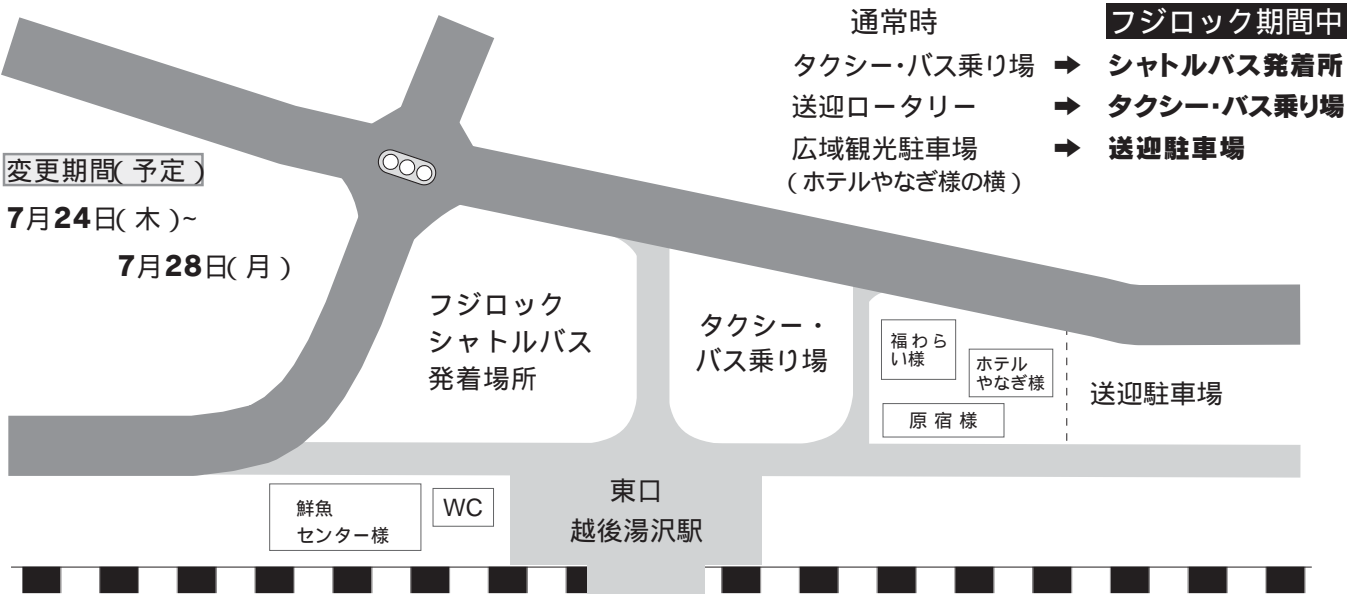 通常時
フジロック期間中
タクシー・バス乗り場 ➡ シャトルバス発着所
送迎ロータリー ➡ タクシー・バス乗り場
広域観光駐車場 ➡ 送迎駐車場
(ホテルやなぎ様の横)
変更期間(予定)
7月24日(木)~
7月28日(月)
フジロック
シャトルバス
発着場所
タクシー・
バス乗り場
福わら
い様
ホテル
やなぎ様
原宿様
送迎駐車場
鮮魚
センター様
WC
東口
越後湯沢駅